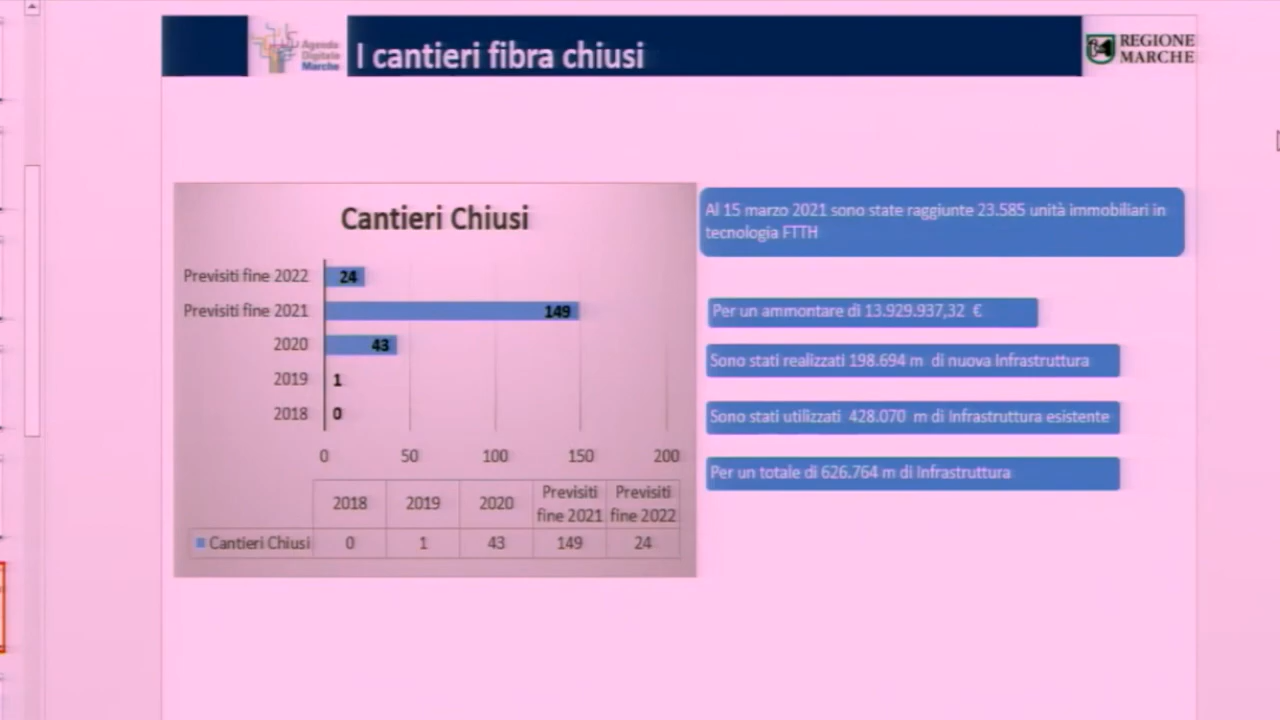 Agenda
Digitale
Marche
I cantieri fibra chiusi
REGIONE
MARCHE
Cantieri Chiusi
Previsiti fine 2022
24
Previsiti fine 2021
149
2020
43
2019
1
2018
0
0 50 100 150 200
2018 2019 2020 Previsiti fine 2021 Previsiti fine 2022
Cantieri Chiusi 0 1 43 149 24
Al 15 marzo 2021 sono state raggiunte 23.585 unità immobiliari in
tecnologia FTTH
Per un ammontare di 13.929.937,32 €
Sono stati realizzati 198.694 m di nuova Infrastruttura
Sono stati utilizzati 428.070 m di Infrastruttura esistente
Per un totale di 626.764 m di Infrastruttura